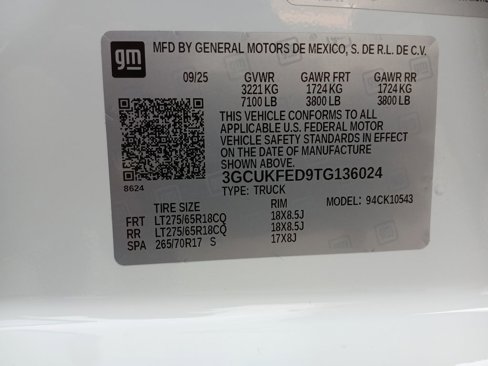 gm MFD BY GENERAL MOTORS DE MEXICO, S. DE R.L. DE C.V.
09/25 GVWR GAWR FRT GAWR RR
3221 KG 1724 KG 1724 KG
7100 LB 3800 LB 3800 LB
THIS VEHICLE CONFORMS TO ALL
APPLICABLE U.S. FEDERAL MOTOR
VEHICLE SAFETY STANDARDS IN EFFECT
ON THE DATE OF MANUFACTURE
SHOWN ABOVE.
3GCUKFED9TG136024
8624 TYPE: TRUCK
TIRE SIZE RIM MODEL: 94CK10543
FRT LT275/65R18CQ 18X8.5J
RR LT275/65R18CQ 18X8.5J
SPA 265/70R17 S 17X8J